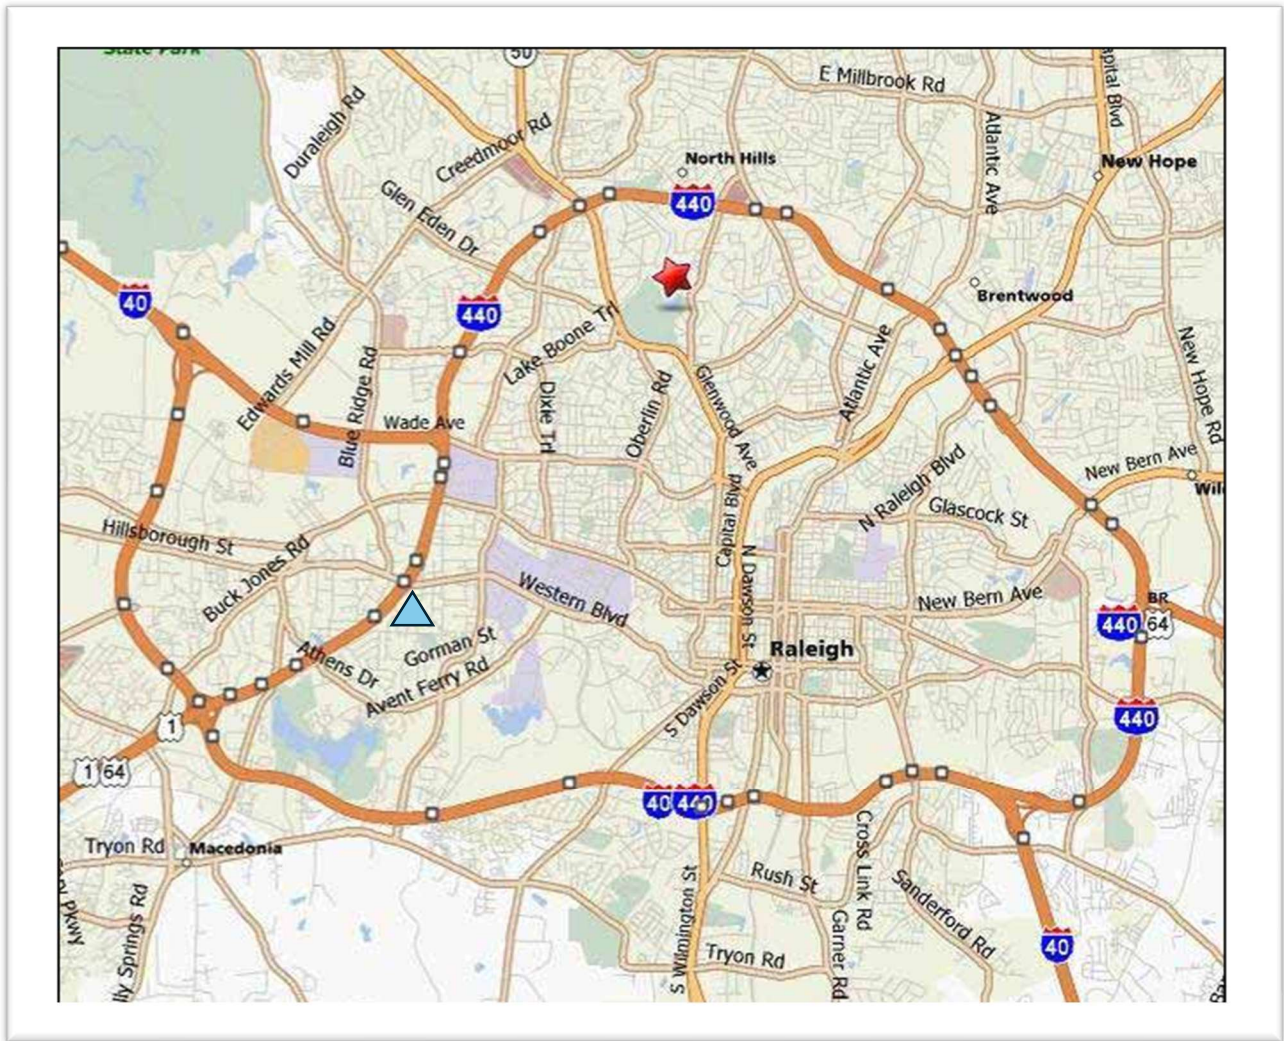 State Park
50
E Millbrook Rd
apital Blvd
Duraleigh Rd
Creedmoor Rd
Atlantic Ave
North Hills
New Hope
Glen Eden Dr
440
40
440
Brentwood
Lake Boone Trl
Edwards Mill Rd
Blue Ridge Rd
Atlantic Ave
New Hope Rd
Glenwood Ave
Oberlin Rd
Dixie Trl
Wade Ave
New Bern Ave
Wil
N Raleigh Blvd
Capital Blvd
Glascock St
Hillsborough St
Buck Jones Rd
N Dawson St
Western Blvd
New Bern Ave
BR
440
64
Gorman St
Raleigh
Athens Dr
Avent Ferry Rd
S Dawson St
1
440
1
64
40
440
Tryon Rd
Macedonia
Cross Link Rd
Rush St
Sanderford Rd
S Wilmington St
Garner Rd
PKWY
lly Springs Rd
Tryon Rd
40